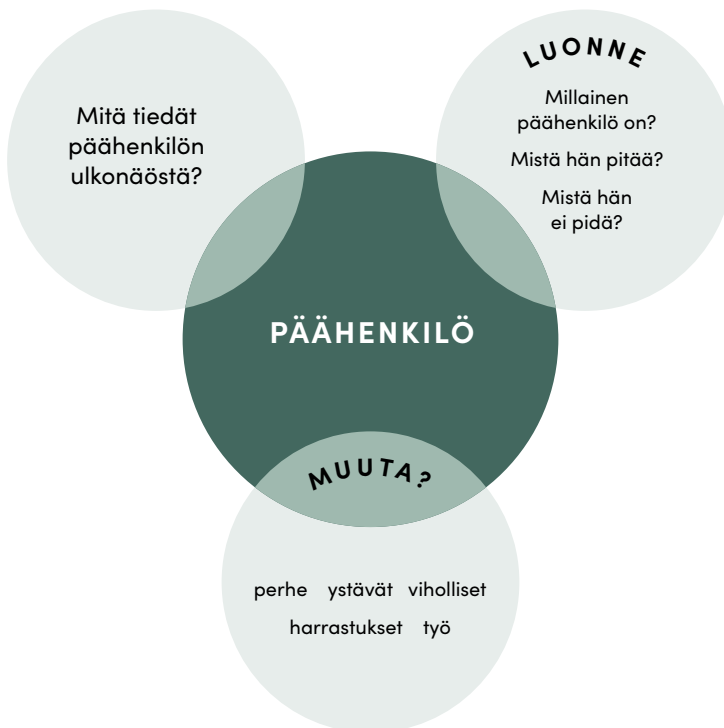 Mitä tiedät
päähenkilön
ulkonäöstä?
LUONNE
Millainen
päähenkilö on?
Mistä hän pitää?
Mistä hän
ei pidä?
PÄÄHENKILÖ
MUUTA?
perhe ystävät viholliset
harrastukset työ